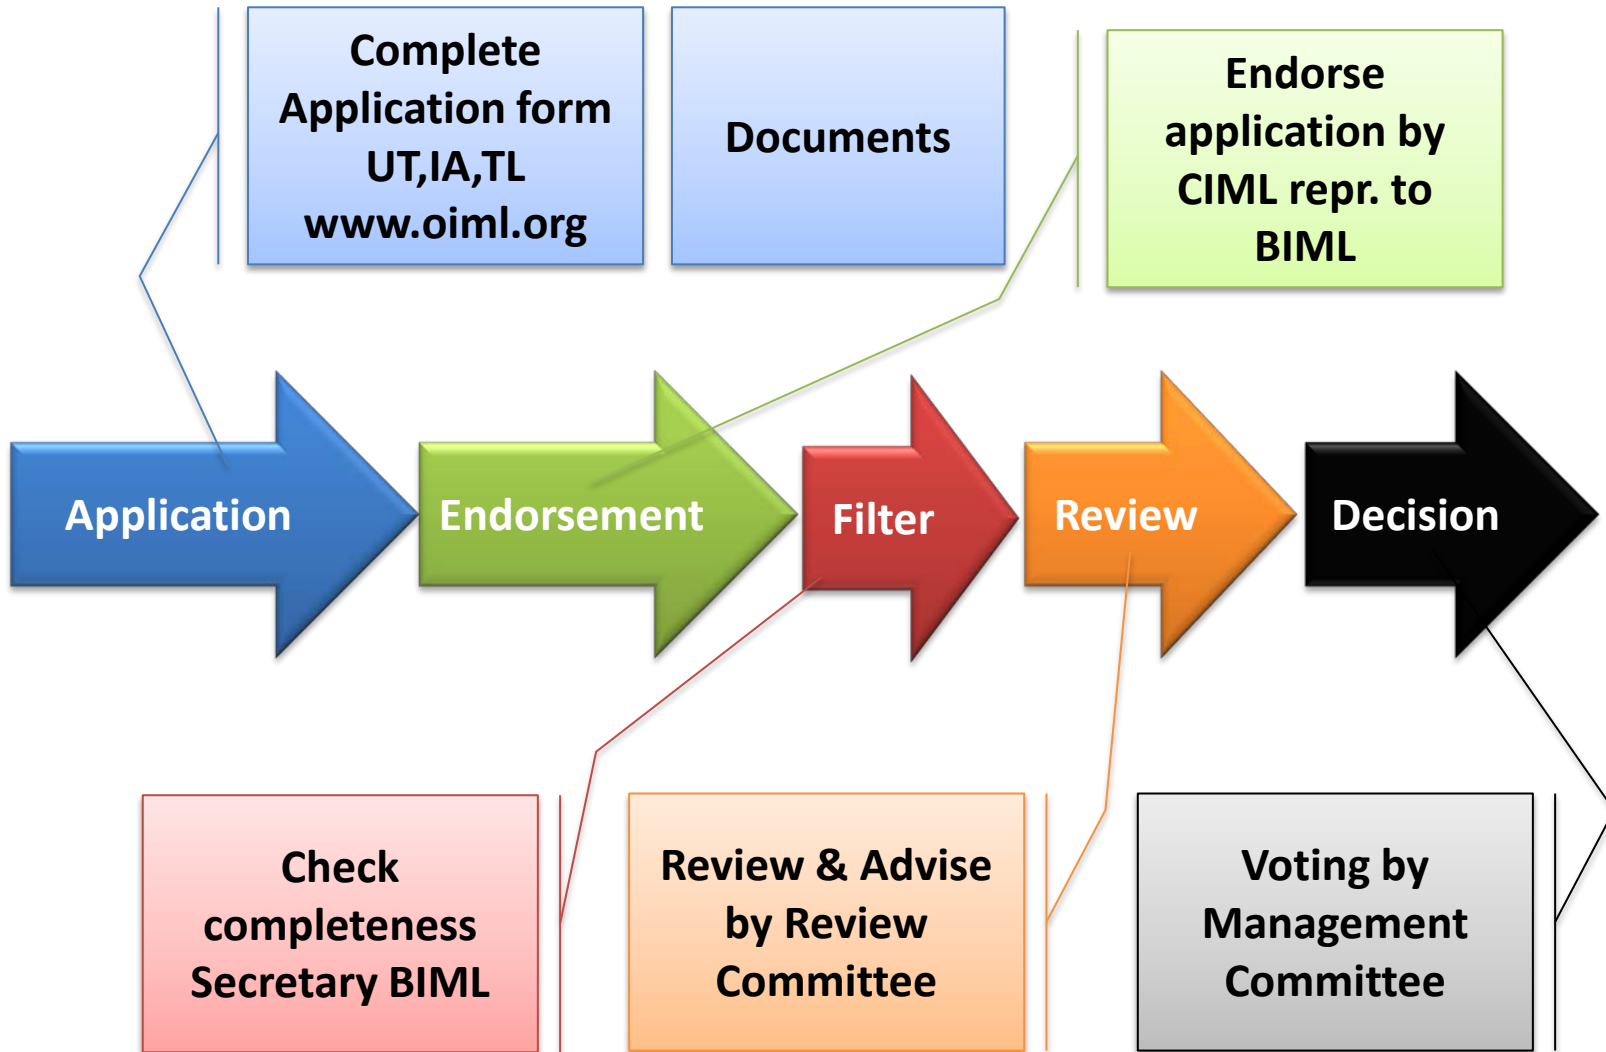 Complete
Application form
UT,IA,TL
www.oiml.org
Documents
Endorse
application by
CIML repr. to
BIML
Application
Endorsement
Filter
Review
Decision
Check
completeness
Secretary BIML
Review & Advise
by Review
Committee
Voting by
Management
Committee